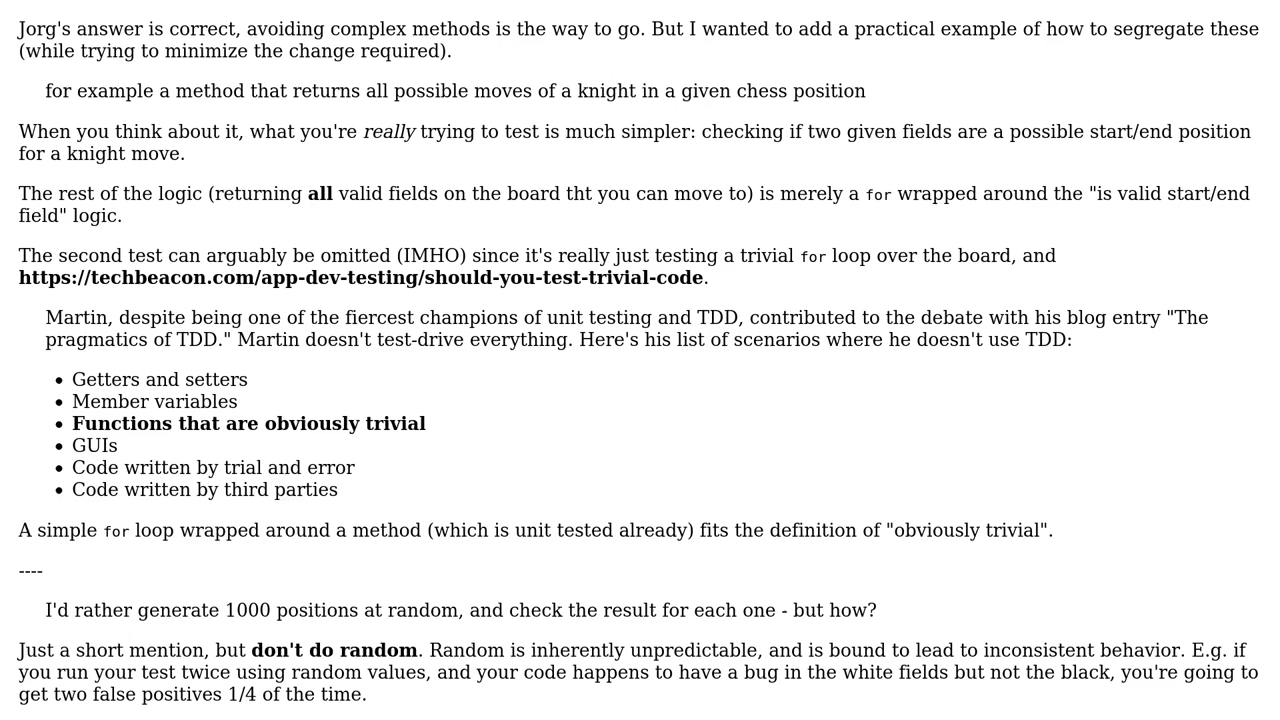 Jorg's answer is correct, avoiding complex methods is the way to go. But I wanted to add a practical example of how to segregate these
(while trying to minimize the change required).
for example a method that returns all possible moves of a knight in a given chess position
When you think about it, what you're really trying to test is much simpler: checking if two given fields are a possible start/end position
for a knight move.
The rest of the logic (returning all valid fields on the board tht you can move to) is merely a for wrapped around the "is valid start/end
field" logic.
The second test can arguably be omitted (IMHO) since it's really just testing a trivial for loop over the board, and
https://techbeacon.com/app-dev-testing/should-you-test-trivial-code.
Martin, despite being one of the fiercest champions of unit testing and TDD, contributed to the debate with his blog entry "The
pragmatics of TDD." Martin doesn't test-drive everything. Here's his list of scenarios where he doesn't use TDD:
• Getters and setters
• Member variables
• Functions that are obviously trivial
• GUIs
• Code written by trial and error
• Code written by third parties
A simple for loop wrapped around a method (which is unit tested already) fits the definition of "obviously trivial".
----
I'd rather generate 1000 positions at random, and check the result for each one - but how?
Just a short mention, but don't do random. Random is inherently unpredictable, and is bound to lead to inconsistent behavior. E.g. if
you run your test twice using random values, and your code happens to have a bug in the white fields but not the black, you're going to
get two false positives 1/4 of the time.